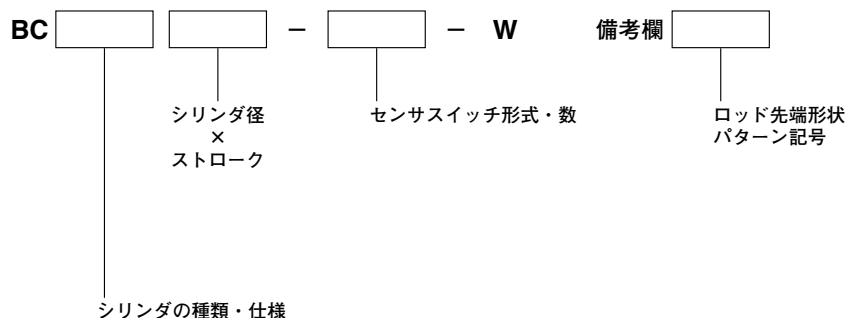 BC － － W 備考欄
シリンダ径
×
ストローク
センサスイッチ形式・数
ロッド先端形状
パターン記号
シリンダの種類・仕様